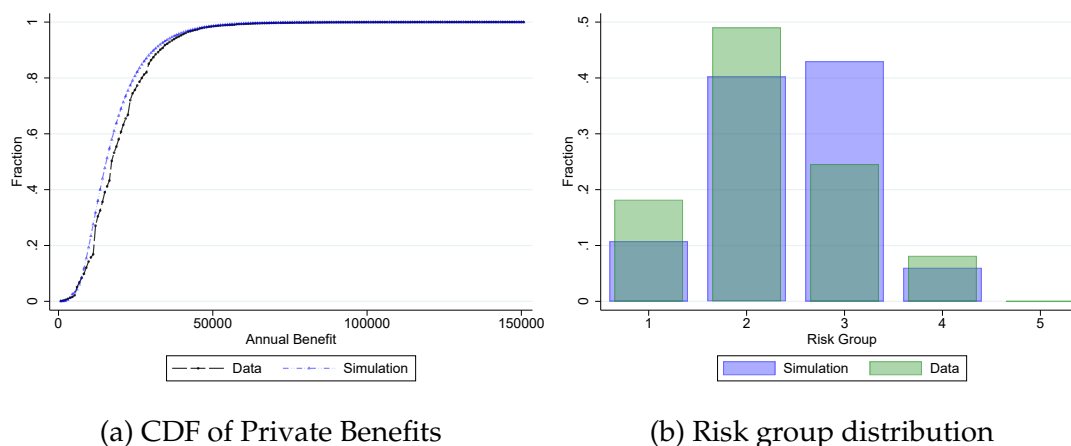 1
.8
.6
.4
.2
0
Fraction
0 50000 100000 150000
Annual Benefit
Data Simulation
(a) CDF of Private Benefits
.5
.4
.3
.2
.1
0
Fraction
1 2 3 4 5
Risk Group
Simulation Data
(b) Risk group distribution